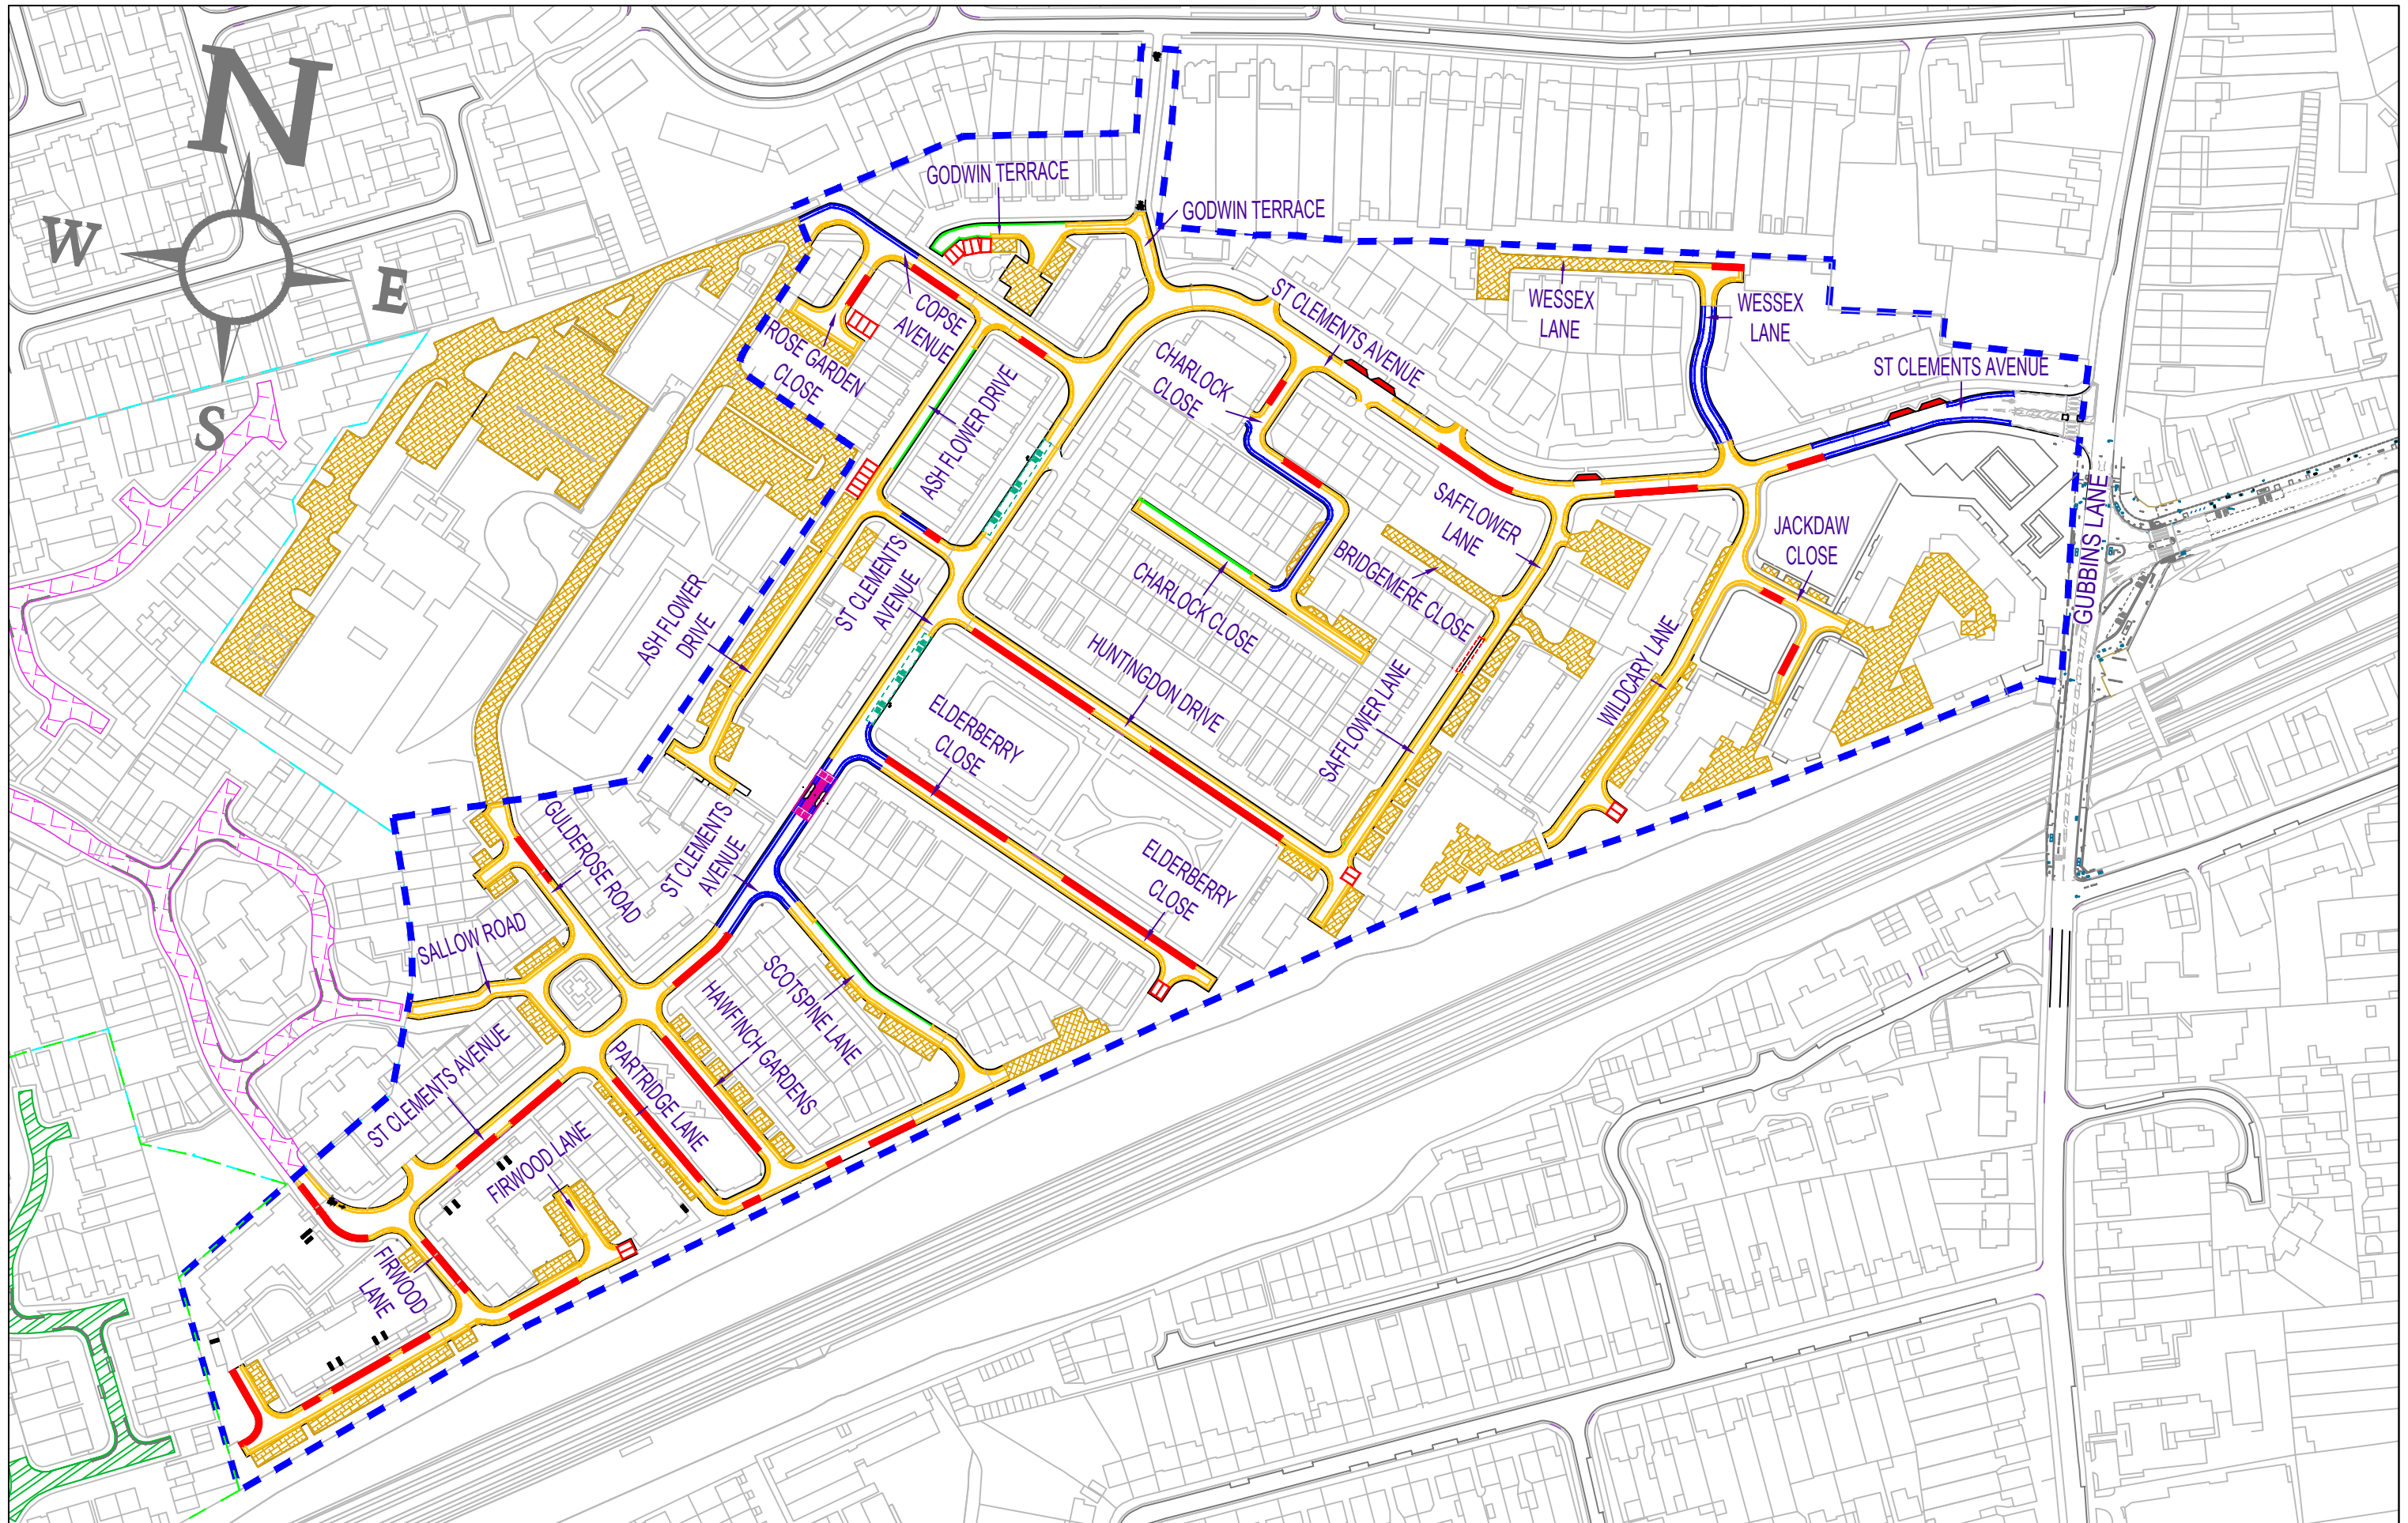 N
W
E
S
GODWIN TERRACE
GODWIN TERRACE
COPSE
AVENUE
ROSE GARDEN
CLOSE
ASH FLOWER DRIVE
ST CLEMENTS AVENUE
CHARLOCK
CLOSE
WESSEX
LANE
WESSEX
LANE
ST CLEMENTS AVENUE
SAFFLOWER
LANE
BRIDGEMERE CLOSE
JACKDAW
CLOSE
GUBBINS LANE
CHARLOCK CLOSE
ST CLEMENTS
AVENUE
ASH FLOWER
DRIVE
HUNTINGDON DRIVE
SAFFLOWER LANE
WILDCARY LANE
ELDERBERRY
CLOSE
GULDEROSE ROAD
ST CLEMENTS
AVENUE
ELDERBERRY
CLOSE
SALLOW ROAD
SCOTSPINE LANE
HAWFINCH GARDENS
PARTRIDGE LANE
ST CLEMENTS AVENUE
FIRWOOD LANE
FIRWOOD
LANE